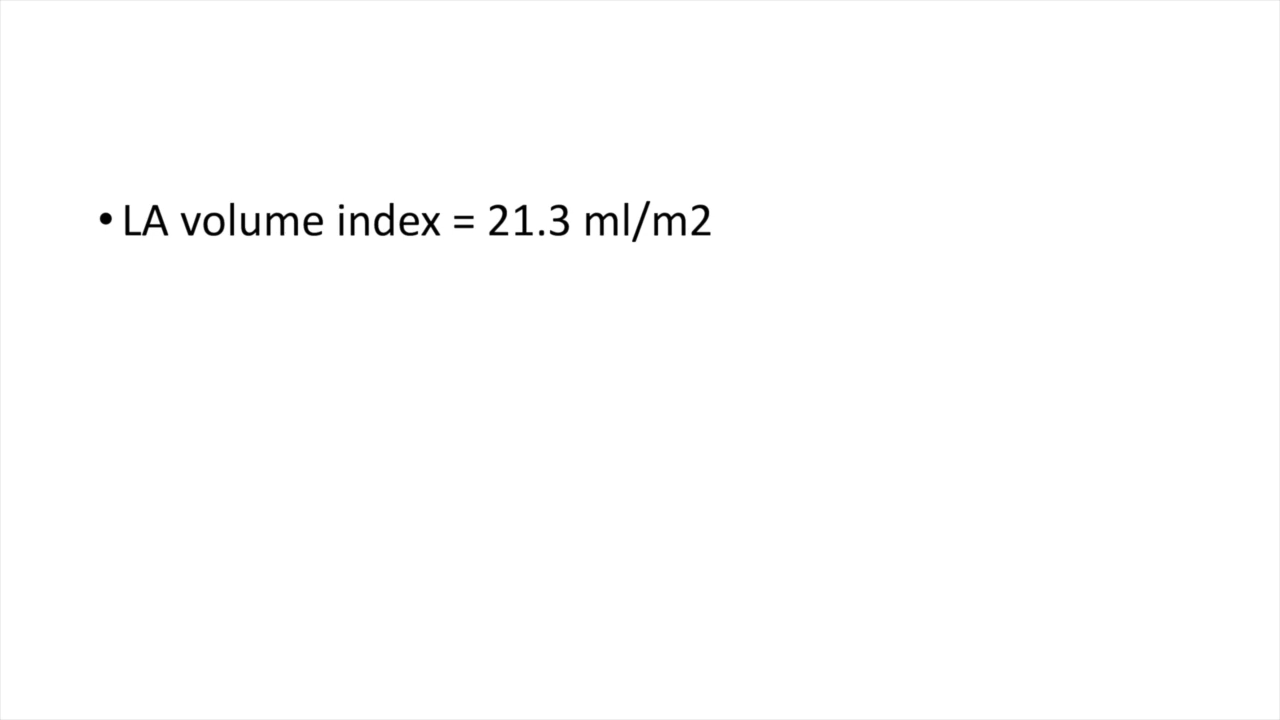 • LA volume index = 21.3 ml/m2